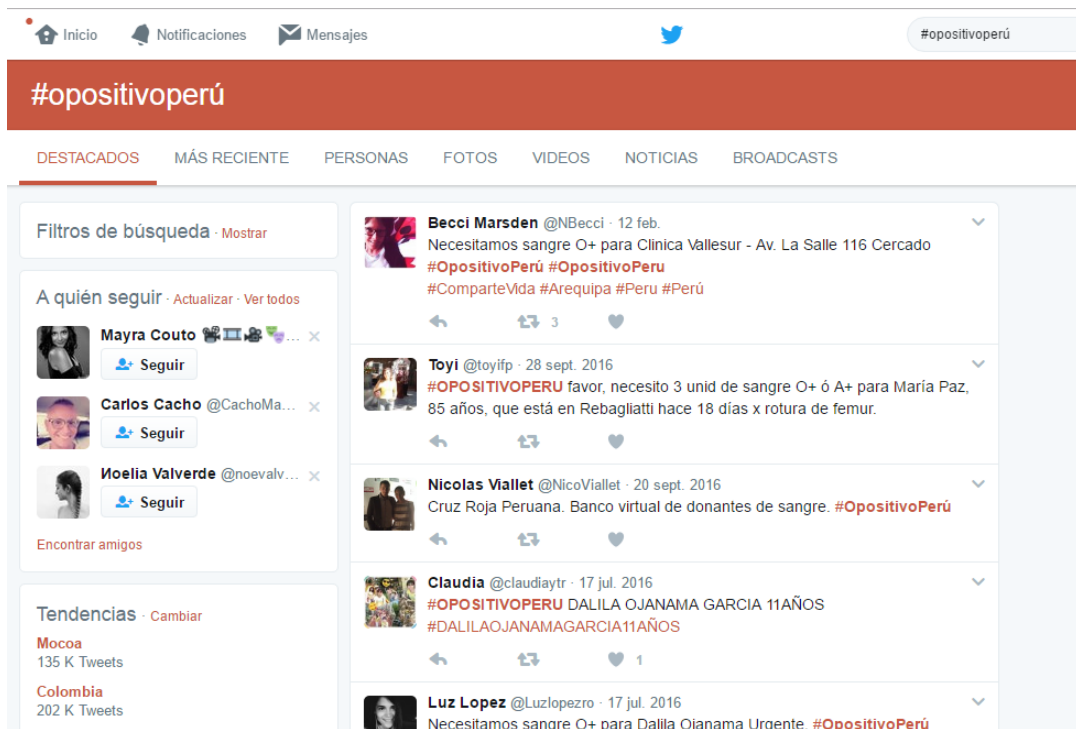 Inicio
Notificaciones
Mensajes
#opositivoperú
#opositivoperú
DESTACADOS
MÁS RECIENTE
PERSONAS
FOTOS
VIDEOS
NOTICIAS
BROADCASTS
Filtros de búsqueda · Mostrar
A quién seguir · Actualizar · Ver todos
Mayra Couto 📽🎞🎥🎭...
Seguir
Carlos Cacho @CachoMa...
Seguir
Иoelia Valverde @noevalv...
Seguir
Encontrar amigos
Tendencias · Cambiar
Mocoa
135 K Tweets
Colombia
202 K Tweets
Becci Marsden @NBecci · 12 feb.
Necesitamos sangre O+ para Clinica Vallesur - Av. La Salle 116 Cercado
#OpositivoPerú #OpositivoPeru
#ComparteVida #Arequipa #Peru #Perú
3
Toyi @toyifp · 28 sept. 2016
#OPOSITIVOPERU favor, necesito 3 unid de sangre O+ ó A+ para María Paz,
85 años, que está en Rebagliatti hace 18 días x rotura de femur.
Nicolas Viallet @NicoViallet · 20 sept. 2016
Cruz Roja Peruana. Banco virtual de donantes de sangre. #OpositivoPerú
Claudia @claudiaytr · 17 jul. 2016
#OPOSITIVOPERU DALILA OJANAMA GARCIA 11AÑOS
#DALILAOJANAMAGARCIA11AÑOS
1
Luz Lopez @Luzlopezro · 17 jul. 2016
Necesitamos sangre O+ para Dalila Ojanama Urgente. #OpositivoPerú